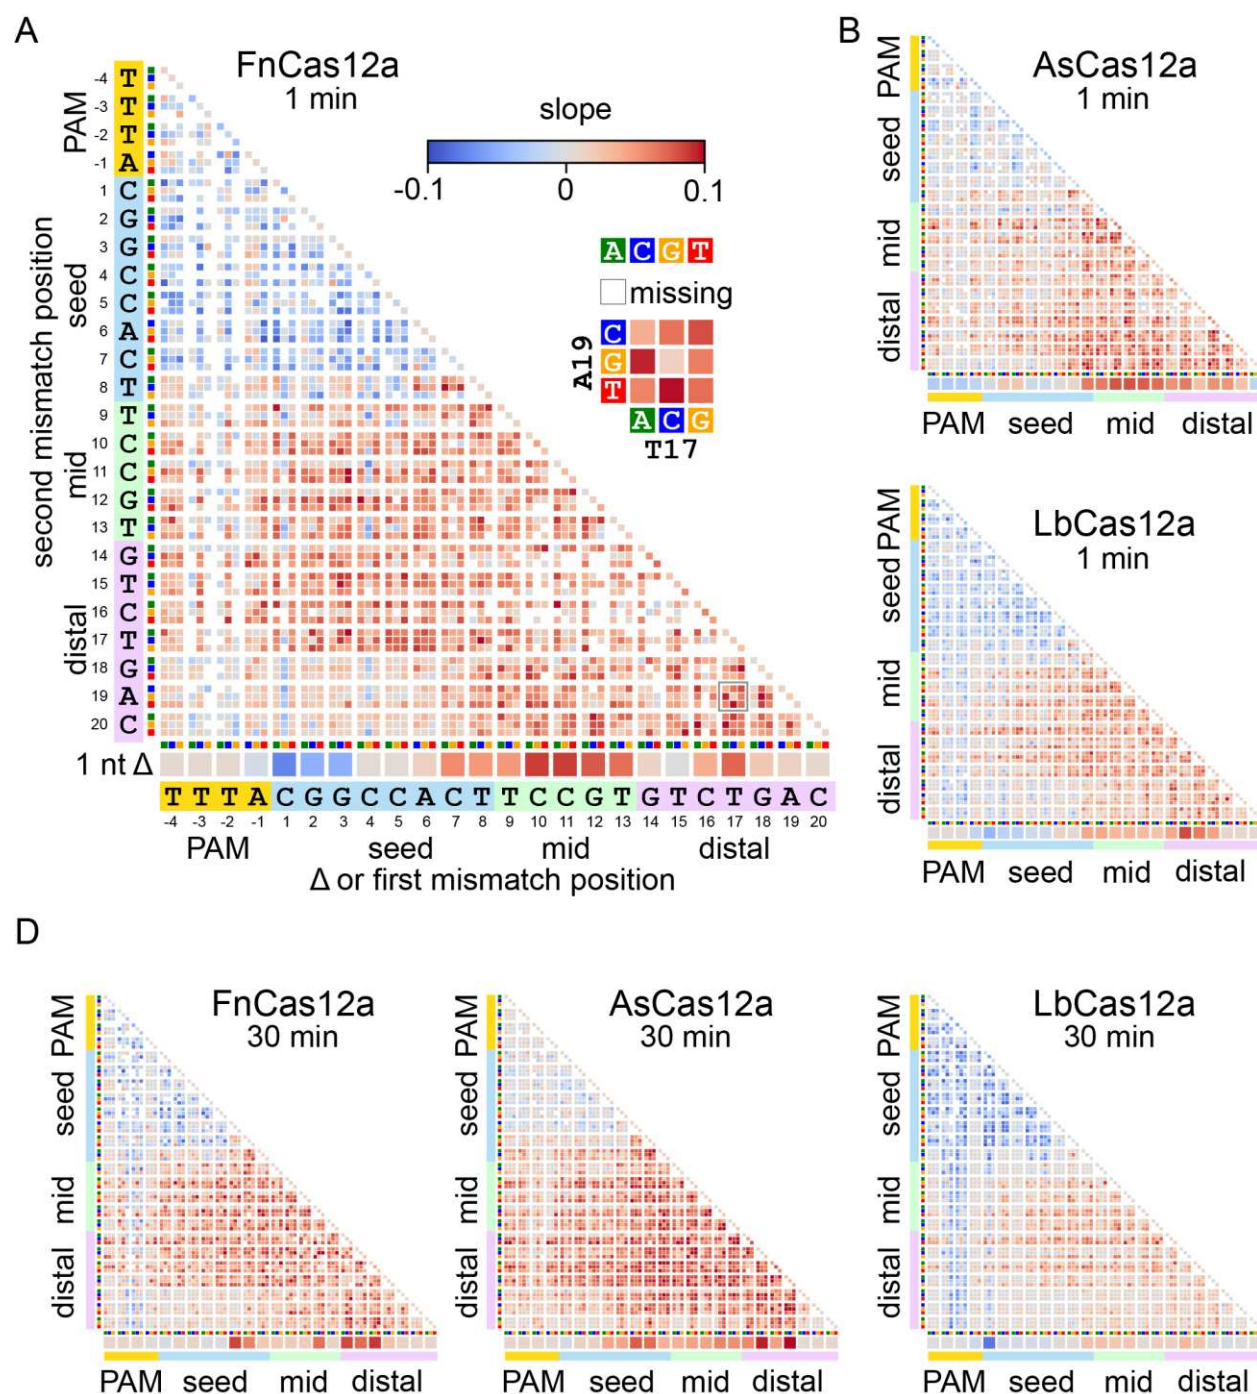 A
FnCas12a
1 min
slope
-0.1 0 0.1
A C G T
missing
C
G
T
A19
A C G
T17
second mismatch position
PAM
seed
mid
distal
-4 T
-3 T
-2 T
-1 A
1 C
2 G
3 G
4 C
5 C
6 A
7 C
8 T
9 T
10 C
11 C
12 G
13 T
14 G
15 T
16 C
17 T
18 G
19 A
20 C
1 nt Δ
T T T A C G G C C A C T T C C G T G T C T G A C
-4 -3 -2 -1 1 2 3 4 5 6 7 8 9 10 11 12 13 14 15 16 17 18 19 20
PAM seed mid distal
Δ or first mismatch position
B
AsCas12a
1 min
PAM
seed
mid
distal
PAM seed mid distal
LbCas12a
1 min
PAM
seed
mid
distal
PAM seed mid distal
D
FnCas12a
30 min
PAM
seed
mid
distal
PAM seed mid distal
AsCas12a
30 min
PAM
seed
mid
distal
PAM seed mid distal
LbCas12a
30 min
PAM
seed
mid
distal
PAM seed mid distal